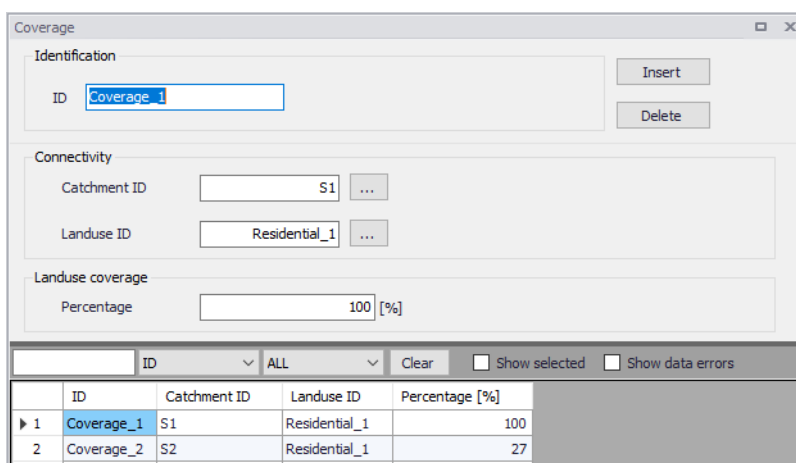 Coverage
Identification
ID Coverage_1
Insert
Delete
Connectivity
Catchment ID S1 ...
Landuse ID Residential_1 ...
Landuse coverage
Percentage 100 [%]
ID ALL Clear Show selected Show data errors
ID Catchment ID Landuse ID Percentage [%]
1 Coverage_1 S1 Residential_1 100
2 Coverage_2 S2 Residential_1 27